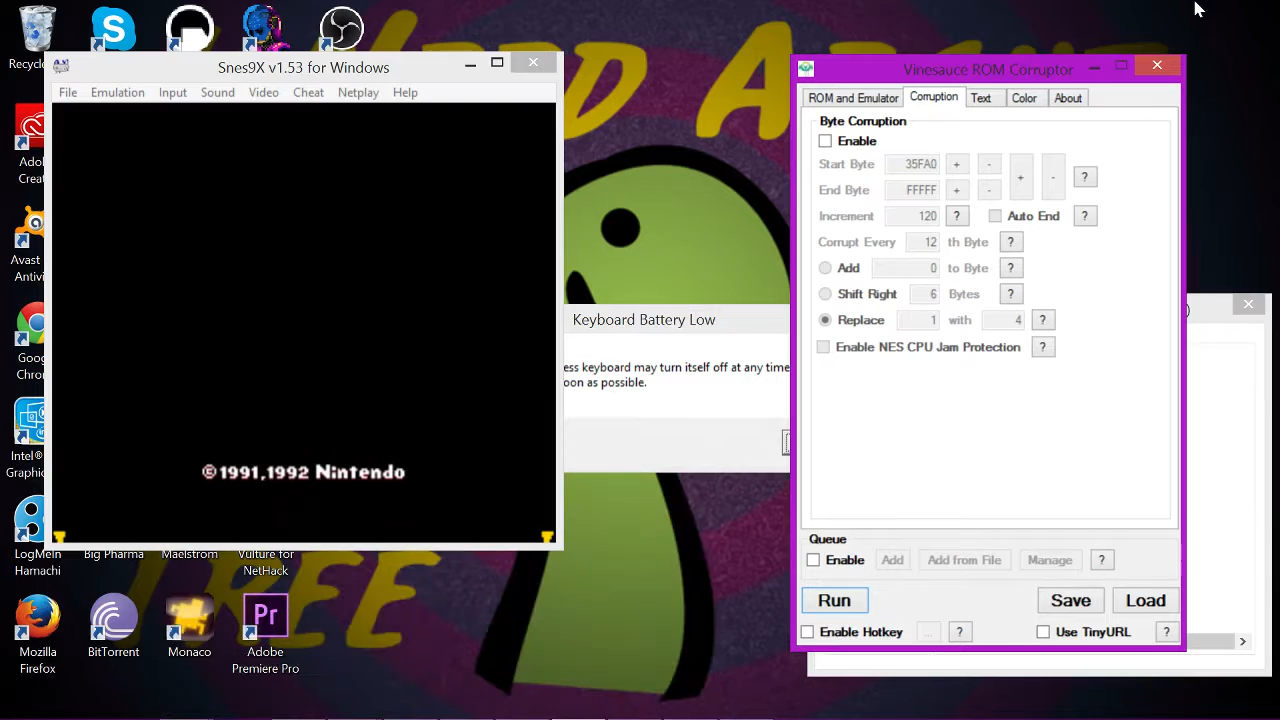 Recycle
Adob
Creat
Avast
Antivi
Goog
Chron
Intel®
Graphic
LogMeIn
Hamachi
Big Pharma
Maelstrom
Vulture for
NetHack
Mozilla
Firefox
BitTorrent
Monaco
Adobe
Premiere Pro
Pr
TREE
Snes9X v1.53 for Windows
File Emulation Input Sound Video Cheat Netplay Help
©1991,1992 Nintendo
Keyboard Battery Low
ess keyboard may turn itself off at any time
oon as possible.
Vinesauce ROM Corruptor
ROM and Emulator Corruption Text Color About
Byte Corruption
Enable
Start Byte 35FA0 + - + - ?
End Byte FFFFF + -
Increment 120 ? Auto End ?
Corrupt Every 12 th Byte ?
Add 0 to Byte ?
Shift Right 6 Bytes ?
Replace 1 with 4 ?
Enable NES CPU Jam Protection ?
Queue
Enable Add Add from File Manage ?
Run Save Load
Enable Hotkey ... ? Use TinyURL ?